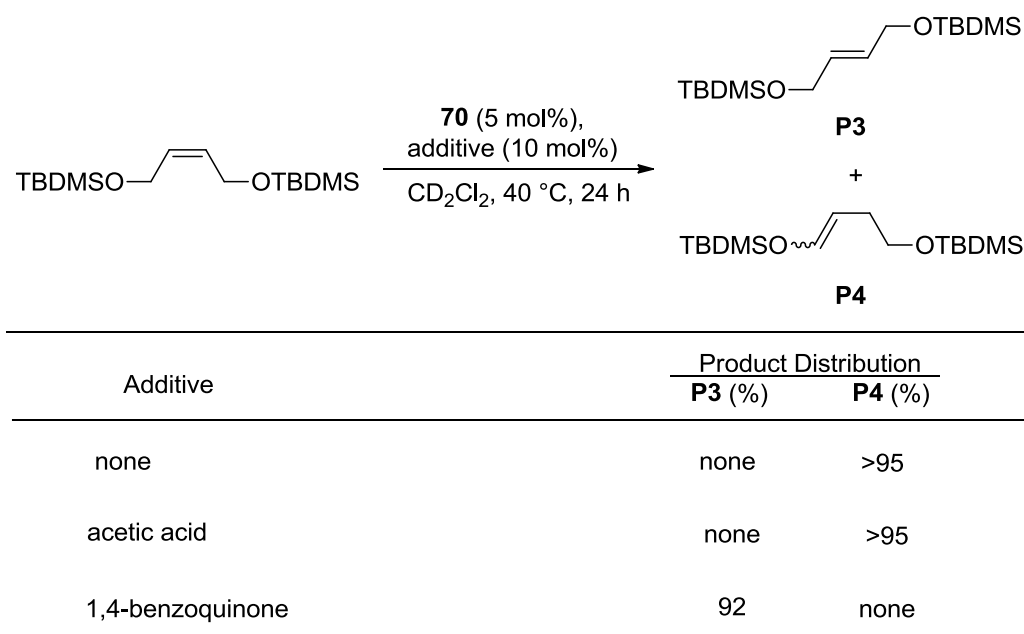 OTBDMS
TBDMSO
P3
70 (5 mol%),
additive (10 mol%)
TBDMSO OTBDMS
CD₂Cl₂, 40 °C, 24 h
+
TBDMSO OTBDMS
P4
Product Distribution
Additive P3 (%) P4 (%)
none none >95
acetic acid none >95
1,4-benzoquinone 92 none